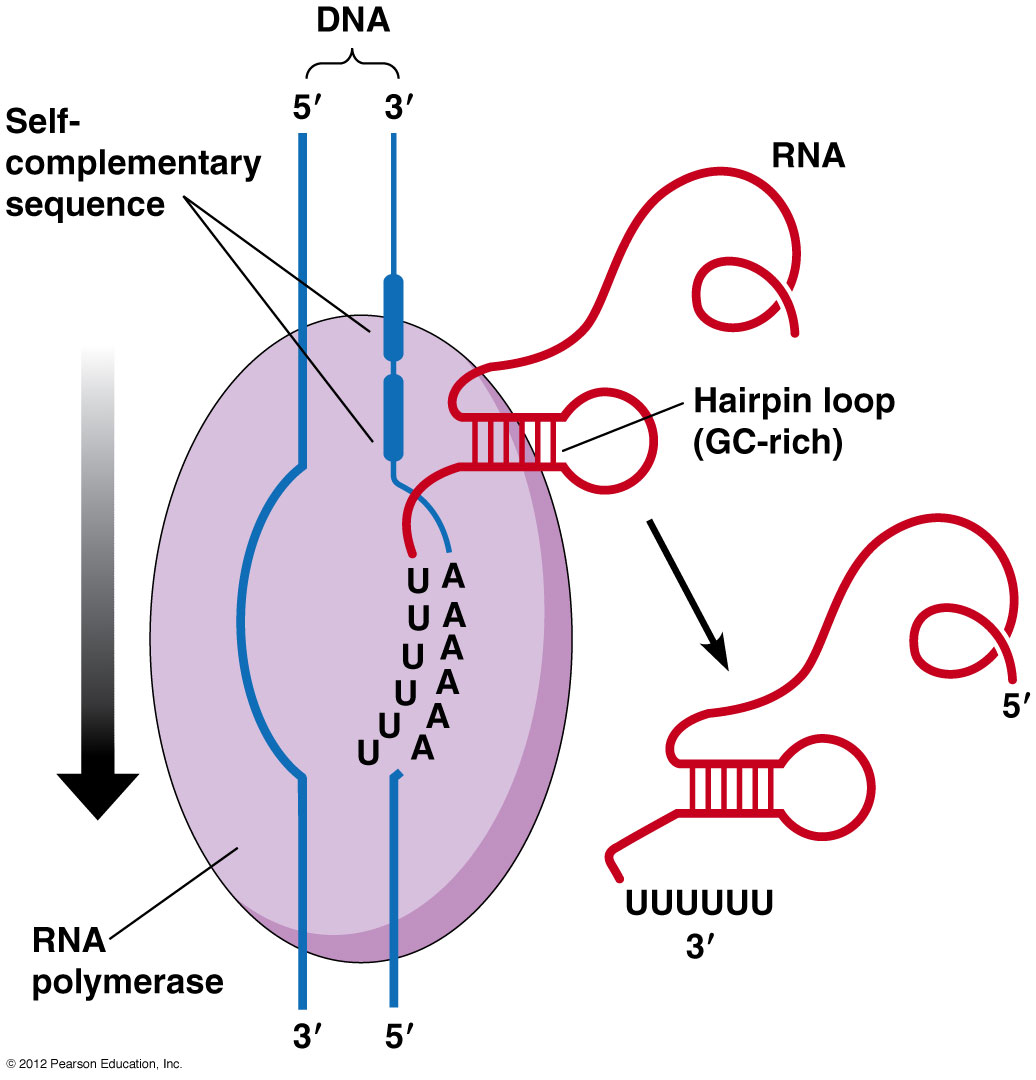 DNA
5′ 3′
Self-
complementary
sequence
RNA
Hairpin loop
(GC-rich)
U A
U A
U A
U A
U A
U A
5′
UUUUUU
3′
RNA
polymerase
3′ 5′
© 2012 Pearson Education, Inc.